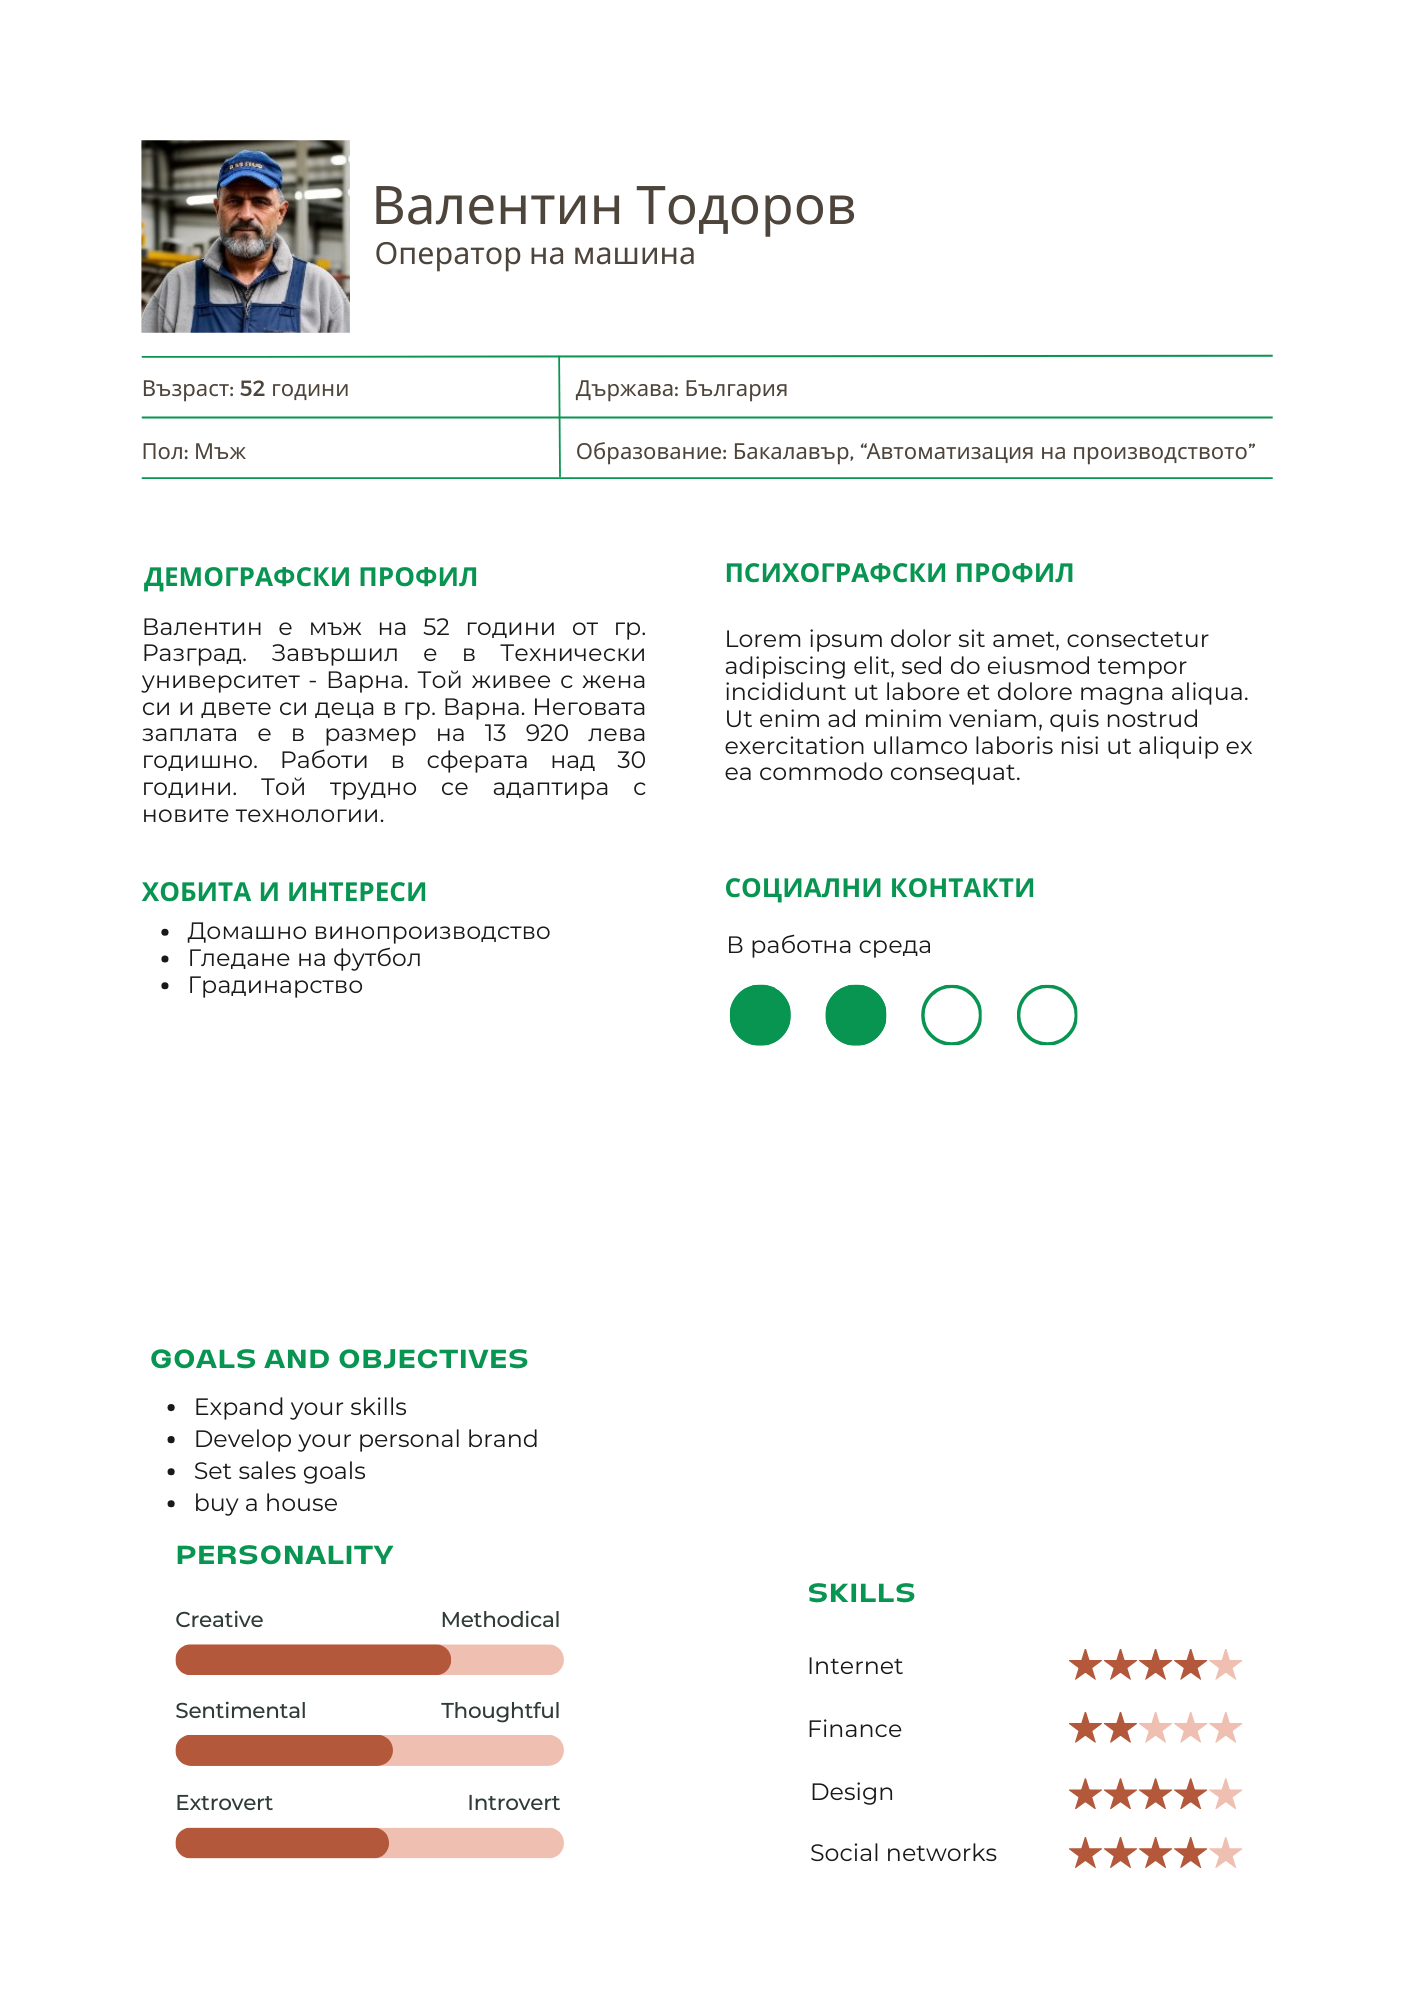 Валентин Тодоров
Оператор на машина
Възраст: 52 години
Държава: България
Пол: Мъж
Образование: Бакалавър, “Автоматизация на производството”
ДЕМОГРАФСКИ ПРОФИЛ
Валентин е мъж на 52 години от гр.
Разград. Завършил е в Технически
университет - Варна. Той живее с жена
си и двете си деца в гр. Варна. Неговата
заплата е в размер на 13 920 лева
годишно. Работи в сферата над 30
години. Той трудно се адаптира с
новите технологии.
ПСИХОГРАФСКИ ПРОФИЛ
Lorem ipsum dolor sit amet, consectetur
adipiscing elit, sed do eiusmod tempor
incididunt ut labore et dolore magna aliqua.
Ut enim ad minim veniam, quis nostrud
exercitation ullamco laboris nisi ut aliquip ex
ea commodo consequat.
ХОБИТА И ИНТЕРЕСИ
• Домашно винопроизводство
• Гледане на футбол
• Градинарство
СОЦИАЛНИ КОНТАКТИ
В работна среда
GOALS AND OBJECTIVES
• Expand your skills
• Develop your personal brand
• Set sales goals
• buy a house
PERSONALITY
Creative Methodical
Sentimental Thoughtful
Extrovert Introvert
SKILLS
Internet
Finance
Design
Social networks